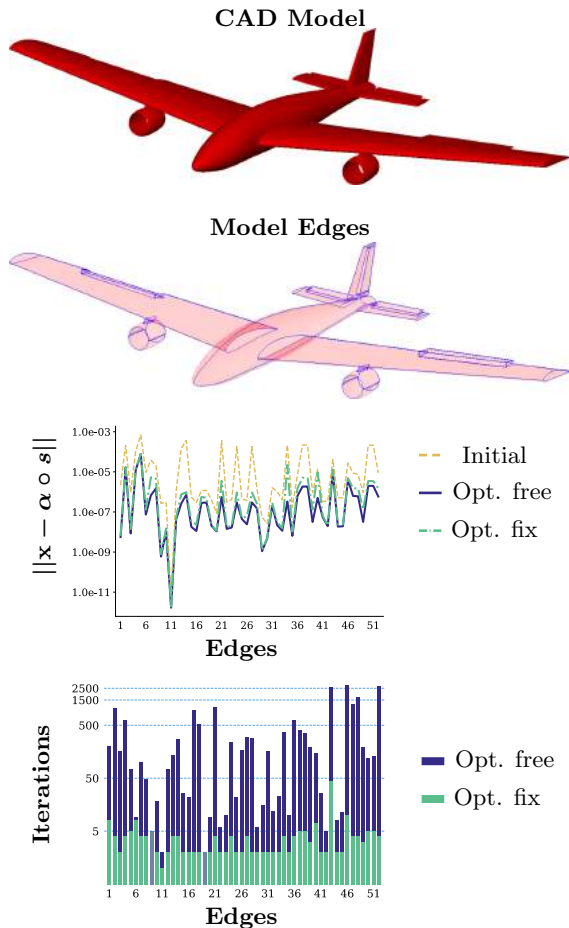 CAD Model
Model Edges
||x − α ∘ s||
1.0e-03
1.0e-05
1.0e-07
1.0e-09
1.0e-11
1 6 11 16 21 26 31 36 41 46 51
Edges
Initial
Opt. free
Opt. fix
Iterations
2500
1500
500
50
5
1 6 11 16 21 26 31 36 41 46 51
Edges
Opt. free
Opt. fix